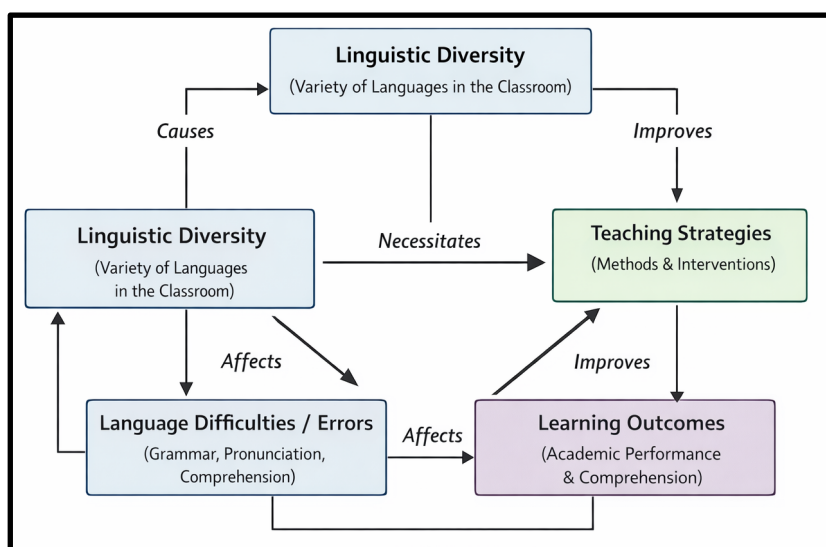 Linguistic Diversity
(Variety of Languages in the Classroom)
Causes
Improves
Linguistic Diversity
(Variety of Languages
in the Classroom)
Necessitates
Teaching Strategies
(Methods & Interventions)
Affects
Improves
Language Difficulties / Errors
(Grammar, Pronunciation,
Comprehension)
Affects
Learning Outcomes
(Academic Performance
& Comprehension)